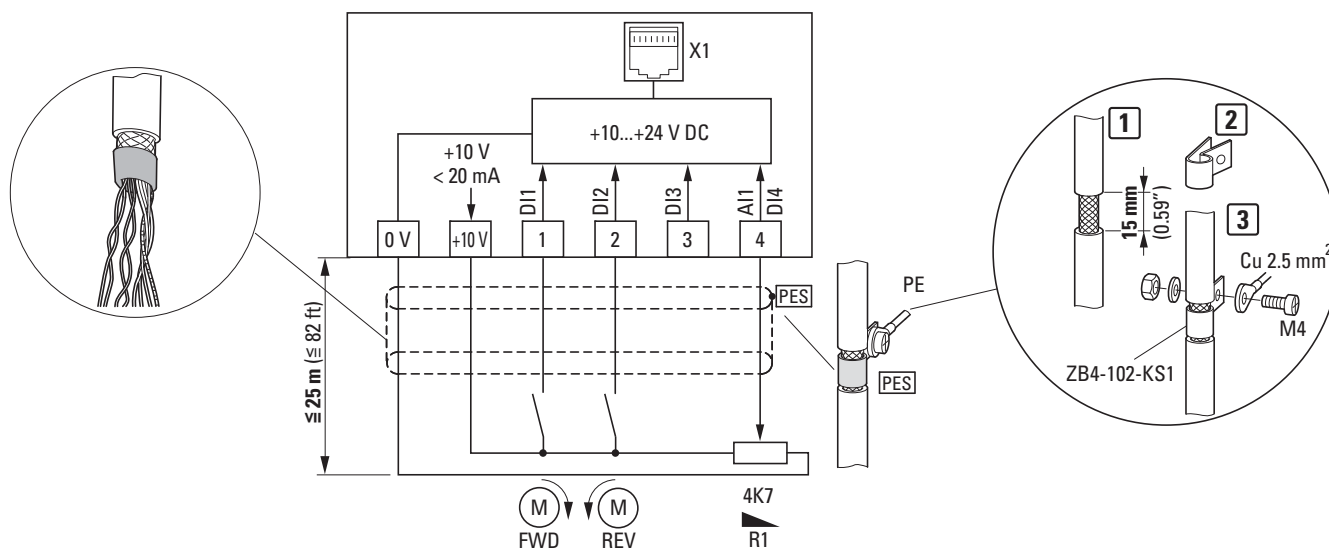 X1
+10...+24 V DC
+10 V
< 20 mA
DI1
DI2
DI3
AI1
DI4
0 V
+10 V
1
2
3
4
≦ 25 m (≦ 82 ft)
PES
PE
PES
M
M
FWD
REV
4K7
R1
1
2
15 mm
(0.59")
3
Cu 2.5 mm²
M4
ZB4-102-KS1